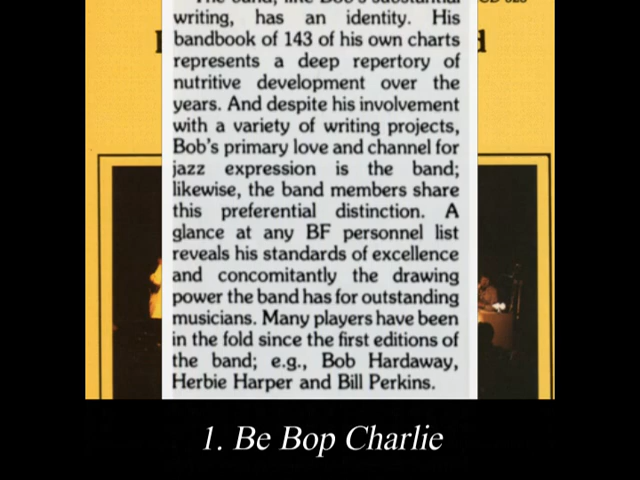 The band, like Bob's substantial
writing, has an identity. His
bandbook of 143 of his own charts
represents a deep repertory of
nutritive development over the
years. And despite his involvement
with a variety of writing projects,
Bob's primary love and channel for
jazz expression is the band;
likewise, the band members share
this preferential distinction. A
glance at any BF personnel list
reveals his standards of excellence
and concomitantly the drawing
power the band has for outstanding
musicians. Many players have been
in the fold since the first editions of
the band; e.g., Bob Hardaway,
Herbie Harper and Bill Perkins.
1. Be Bop Charlie